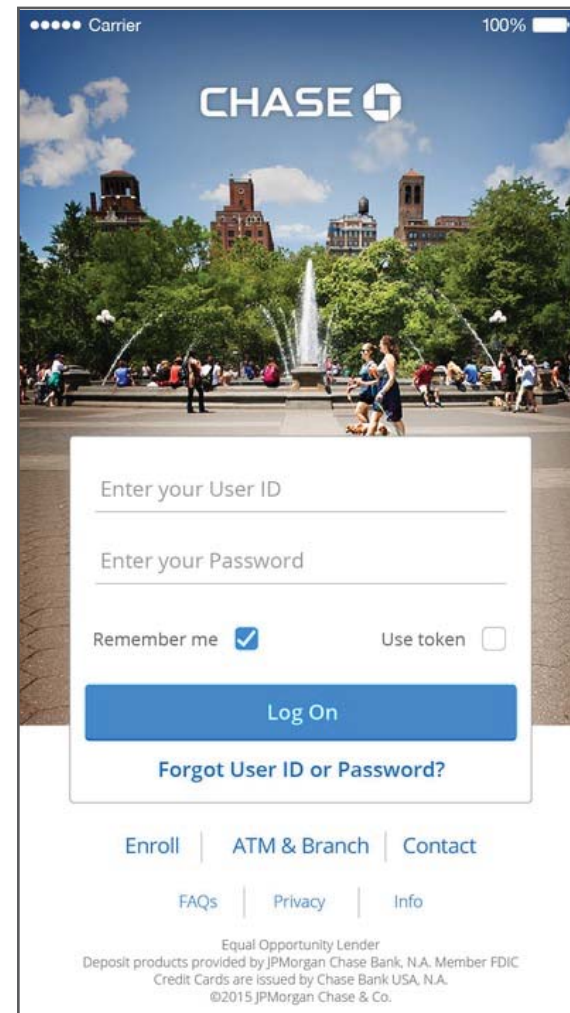 Carrier 100%
CHASE
Enter your User ID
Enter your Password
Remember me Use token
Log On
Forgot User ID or Password?
Enroll ATM & Branch Contact
FAQs Privacy Info
Equal Opportunity Lender
Deposit products provided by JPMorgan Chase Bank, N.A. Member FDIC
Credit Cards are issued by Chase Bank USA, N.A.
©2015 JPMorgan Chase & Co.